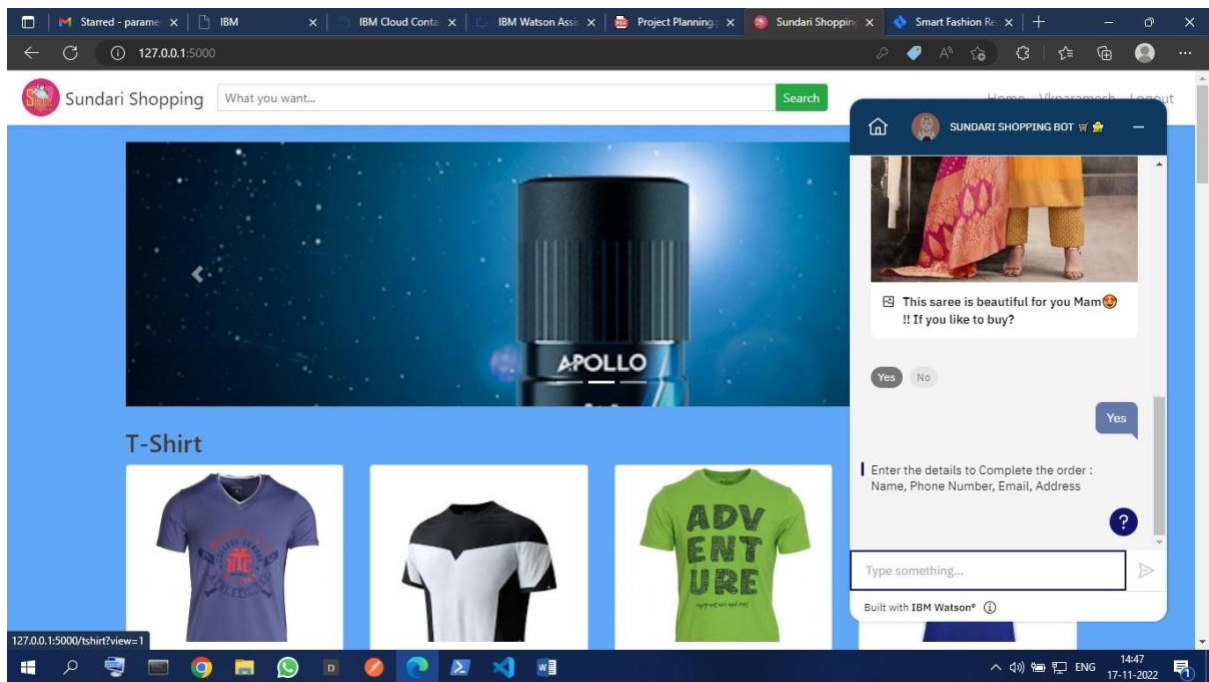 Starred - parame
IBM
IBM Cloud Conta
IBM Watson Assi
Project Planning.
Sundari Shopping
Smart Fashion Re
127.0.0.1:5000
Sundari Shopping
What you want...
Search
Home Vkparamesh Logout
SUNDARI SHOPPING BOT
APOLLO
This saree is beautiful for you Mam
!! If you like to buy?
Yes
No
Yes
Enter the details to Complete the order :
Name, Phone Number, Email, Address
?
Type something...
Built with IBM Watson®
T-Shirt
NYC
ADV
ENT
URE
127.0.0.1:5000/tshirt?view=1
ENG
14:47
17-11-2022